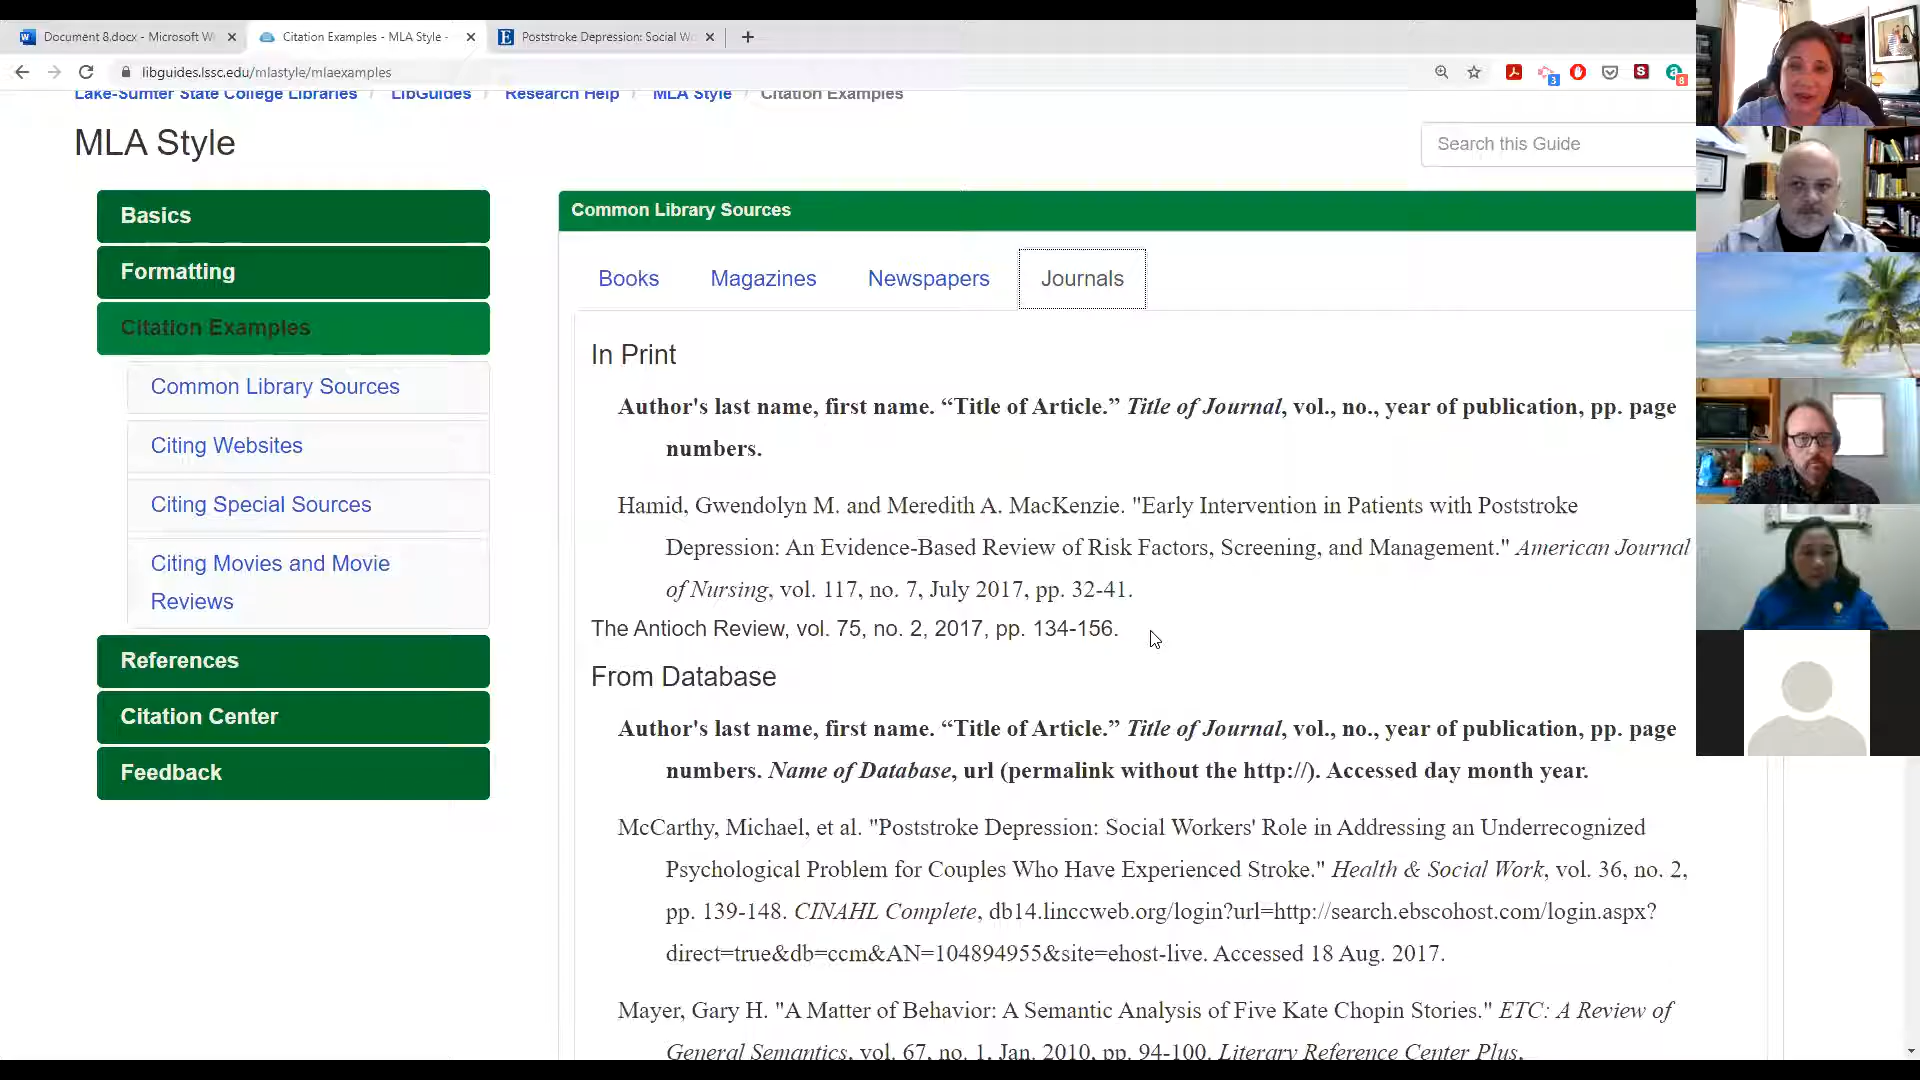 Document 8.docx - Microsoft W
Citation Examples - MLA Style -
Poststroke Depression: Social Wo
libguides.lssc.edu/mlastyle/mlaexamples
3
8
Lake-Sumter State College Libraries / LibGuides / Research Help / MLA Style / Citation Examples
MLA Style
Search this Guide
Basics
Formatting
Citation Examples
Common Library Sources
Citing Websites
Citing Special Sources
Citing Movies and Movie
Reviews
References
Citation Center
Feedback
Common Library Sources
Books
Magazines
Newspapers
Journals
In Print
Author's last name, first name. “Title of Article.” Title of Journal, vol., no., year of publication, pp. page
numbers.
Hamid, Gwendolyn M. and Meredith A. MacKenzie. "Early Intervention in Patients with Poststroke
Depression: An Evidence-Based Review of Risk Factors, Screening, and Management." American Journal
of Nursing, vol. 117, no. 7, July 2017, pp. 32-41.
The Antioch Review, vol. 75, no. 2, 2017, pp. 134-156.
From Database
Author's last name, first name. “Title of Article.” Title of Journal, vol., no., year of publication, pp. page
numbers. Name of Database, url (permalink without the http://). Accessed day month year.
McCarthy, Michael, et al. "Poststroke Depression: Social Workers' Role in Addressing an Underrecognized
Psychological Problem for Couples Who Have Experienced Stroke." Health & Social Work, vol. 36, no. 2,
pp. 139-148. CINAHL Complete, db14.linccweb.org/login?url=http://search.ebscohost.com/login.aspx?
direct=true&db=ccm&AN=104894955&site=ehost-live. Accessed 18 Aug. 2017.
Mayer, Gary H. "A Matter of Behavior: A Semantic Analysis of Five Kate Chopin Stories." ETC: A Review of
General Semantics, vol. 67, no. 1, Jan. 2010, pp. 94-100. Literary Reference Center Plus,